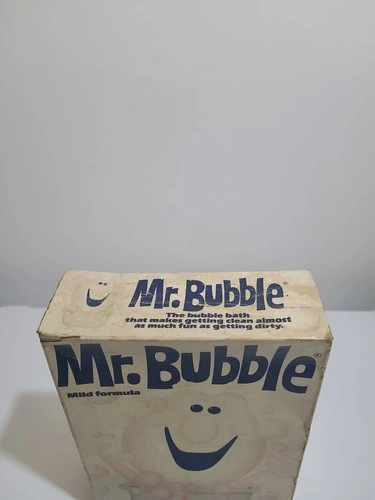 Mr. Bubble®
The bubble bath
that makes getting clean almost
as much fun as getting dirty.
Mr. Bubble®
Mild formula